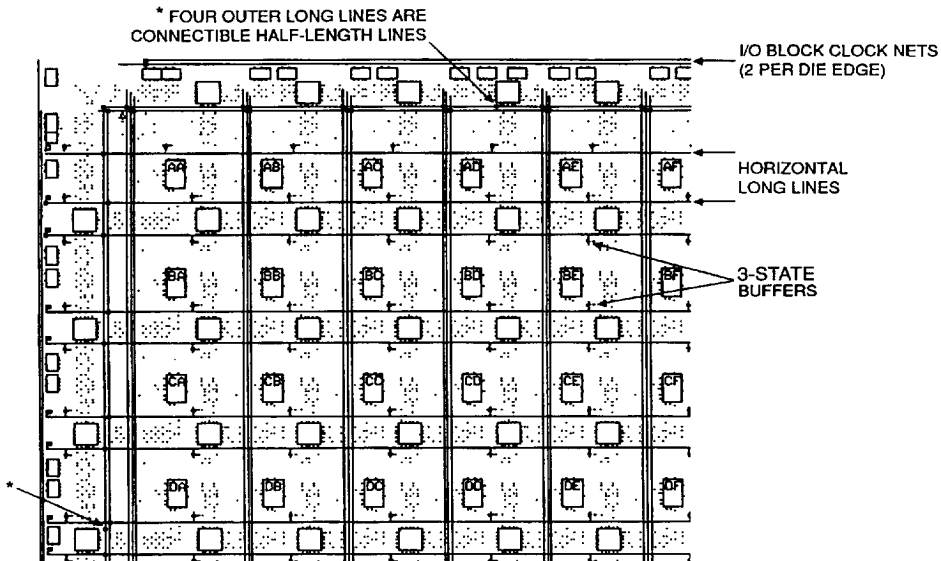 * FOUR OUTER LONG LINES ARE
CONNECTIBLE HALF-LENGTH LINES
I/O BLOCK CLOCK NETS
(2 PER DIE EDGE)
AA AB AC AD AE AF
HORIZONTAL
LONG LINES
BA BB BC BD BE BF
3-STATE
BUFFERS
CA CB CC CD CE CF
*
DA DB DC DD DE DF